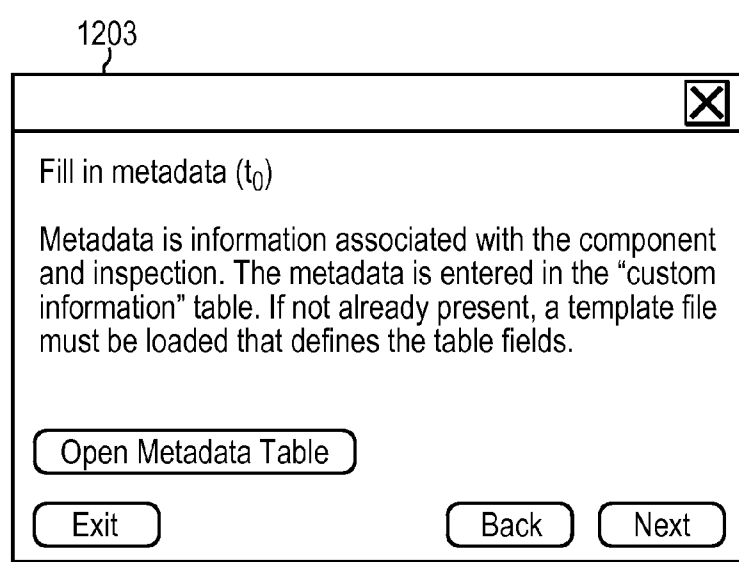 1203
Fill in metadata (t₀)
Metadata is information associated with the component
and inspection. The metadata is entered in the “custom
information” table. If not already present, a template file
must be loaded that defines the table fields.
Open Metadata Table
Exit Back Next